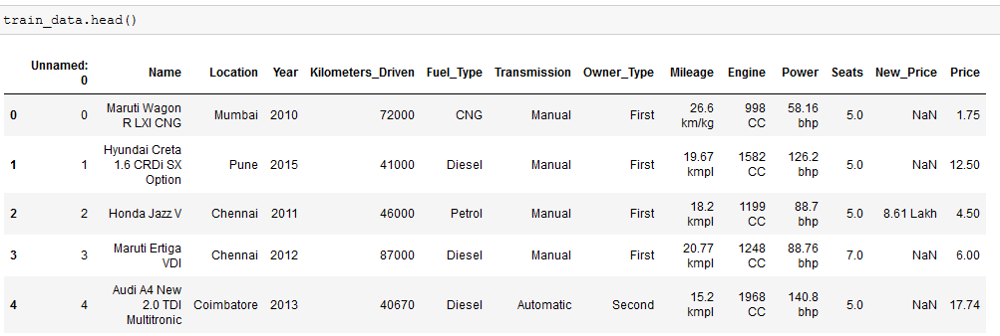 train_data.head()
Unnamed: 0 Name Location Year Kilometers_Driven Fuel_Type Transmission Owner_Type Mileage Engine Power Seats New_Price Price
0 0 Maruti Wagon R LXI CNG Mumbai 2010 72000 CNG Manual First 26.6 km/kg 998 CC 58.16 bhp 5.0 NaN 1.75
1 1 Hyundai Creta 1.6 CRDi SX Option Pune 2015 41000 Diesel Manual First 19.67 kmpl 1582 CC 126.2 bhp 5.0 NaN 12.50
2 2 Honda Jazz V Chennai 2011 46000 Petrol Manual First 18.2 kmpl 1199 CC 88.7 bhp 5.0 8.61 Lakh 4.50
3 3 Maruti Ertiga VDI Chennai 2012 87000 Diesel Manual First 20.77 kmpl 1248 CC 88.76 bhp 7.0 NaN 6.00
4 4 Audi A4 New 2.0 TDI Multitronic Coimbatore 2013 40670 Diesel Automatic Second 15.2 kmpl 1968 CC 140.8 bhp 5.0 NaN 17.74